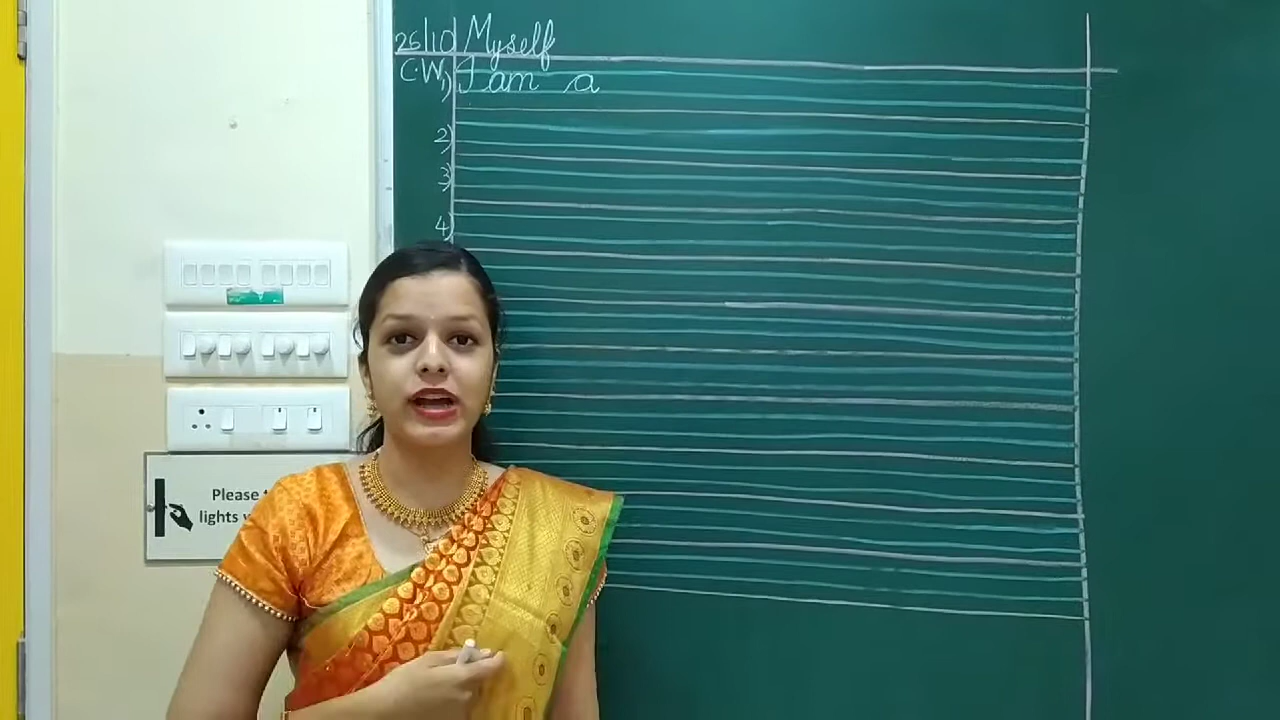 26/10 Myself
C.W. 1) I am a
2)
3)
4)
Please
lights